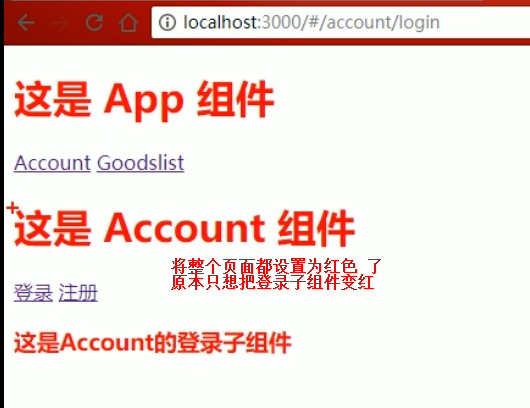 localhost:3000/#/account/login
这是 App 组件
Account Goodslist
这是 Account 组件
将整个页面都设置为红色 了
原本只想把登录子组件变红
登录 注册
这是Account的登录子组件